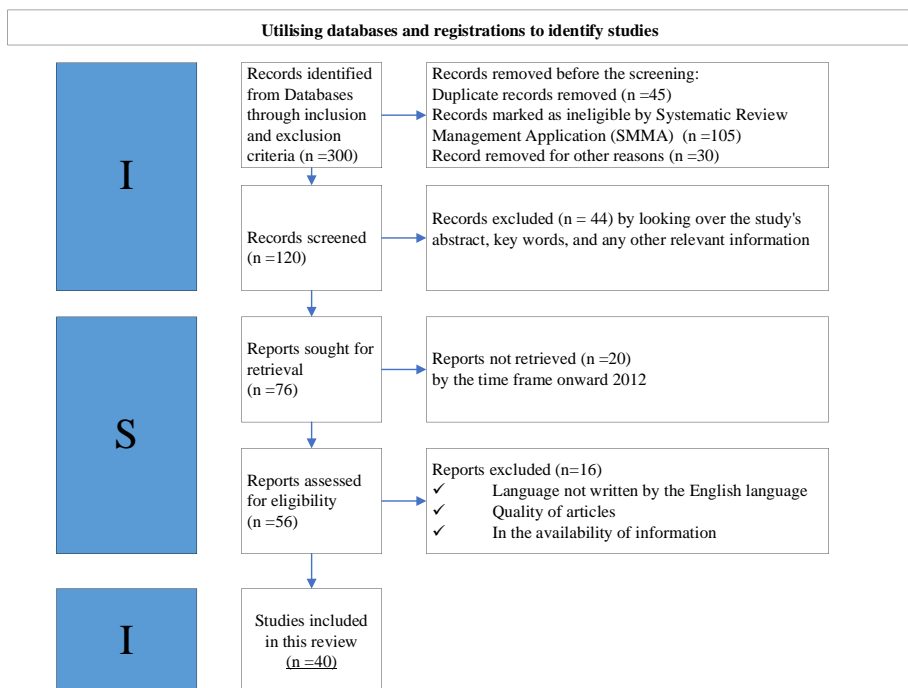 Utilising databases and registrations to identify studies
I
Records identified
from Databases
through inclusion
and exclusion
criteria (n =300)
Records removed before the screening:
Duplicate records removed (n =45)
Records marked as ineligible by Systematic Review
Management Application (SMMA)  (n =105)
Record removed for other reasons (n =30)
Records screened
(n =120)
Records excluded (n = 44) by looking over the study's
abstract, key words, and any other relevant information
S
Reports sought for
retrieval
(n =76)
Reports not retrieved (n =20)
by the time frame onward 2012
Reports assessed
for eligibility
(n =56)
Reports excluded (n=16)
✓ Language not written by the English language
✓ Quality of articles
✓ In the availability of information
I
Studies included
in this review
(n =40)